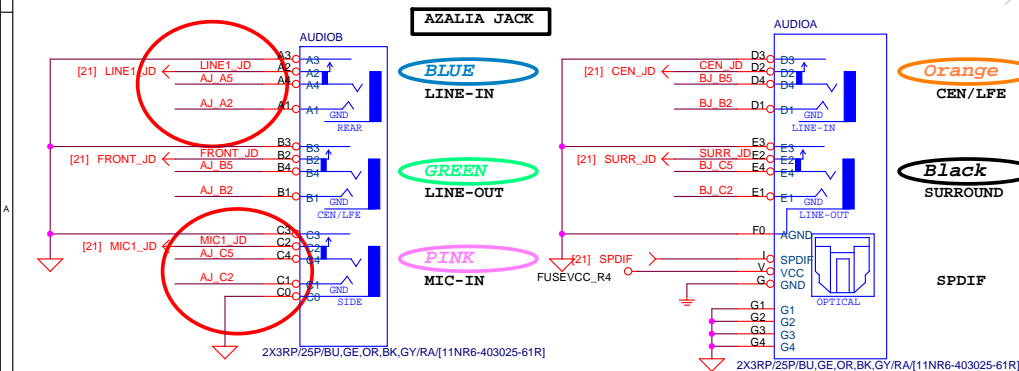 AZALIA JACK
AUDIOB
A3
A3
[21] LINE1_JD
LINE1_JD
A2
A2
AJ_A5
A4
A4
AJ_A2
A1
A1
GND
REAR
BLUE
LINE-IN
B3
B3
[21] FRONT_JD
FRONT_JD
B2
B2
AJ_B5
B4
B4
AJ_B2
B1
B1
GND
CEN/LFE
GREEN
LINE-OUT
C3
C3
[21] MIC1_JD
MIC1_JD
C2
C2
AJ_C5
C4
C4
AJ_C2
C1
C1
C0
C0
GND
SIDE
PINK
MIC-IN
2X3RP/25P/BU,GE,OR,BK,GY/RA/[11NR6-403025-61R]
AUDIOA
D3
D3
[21] CEN_JD
CEN_JD
D2
D2
BJ_B5
D4
D4
BJ_B2
D1
D1
GND
LINE-IN
Orange
CEN/LFE
E3
E3
[21] SURR_JD
SURR_JD
E2
E2
BJ_C5
E4
E4
BJ_C2
E1
E1
GND
LINE-OUT
Black
SURROUND
F0
AGND
[21] SPDIF
I
SPDIF
FUSEVCC_R4
V
VCC
G
GND
OPTICAL
SPDIF
G1
G1
G2
G2
G3
G3
G4
G4
2X3RP/25P/BU,GE,OR,BK,GY/RA/[11NR6-403025-61R]
A